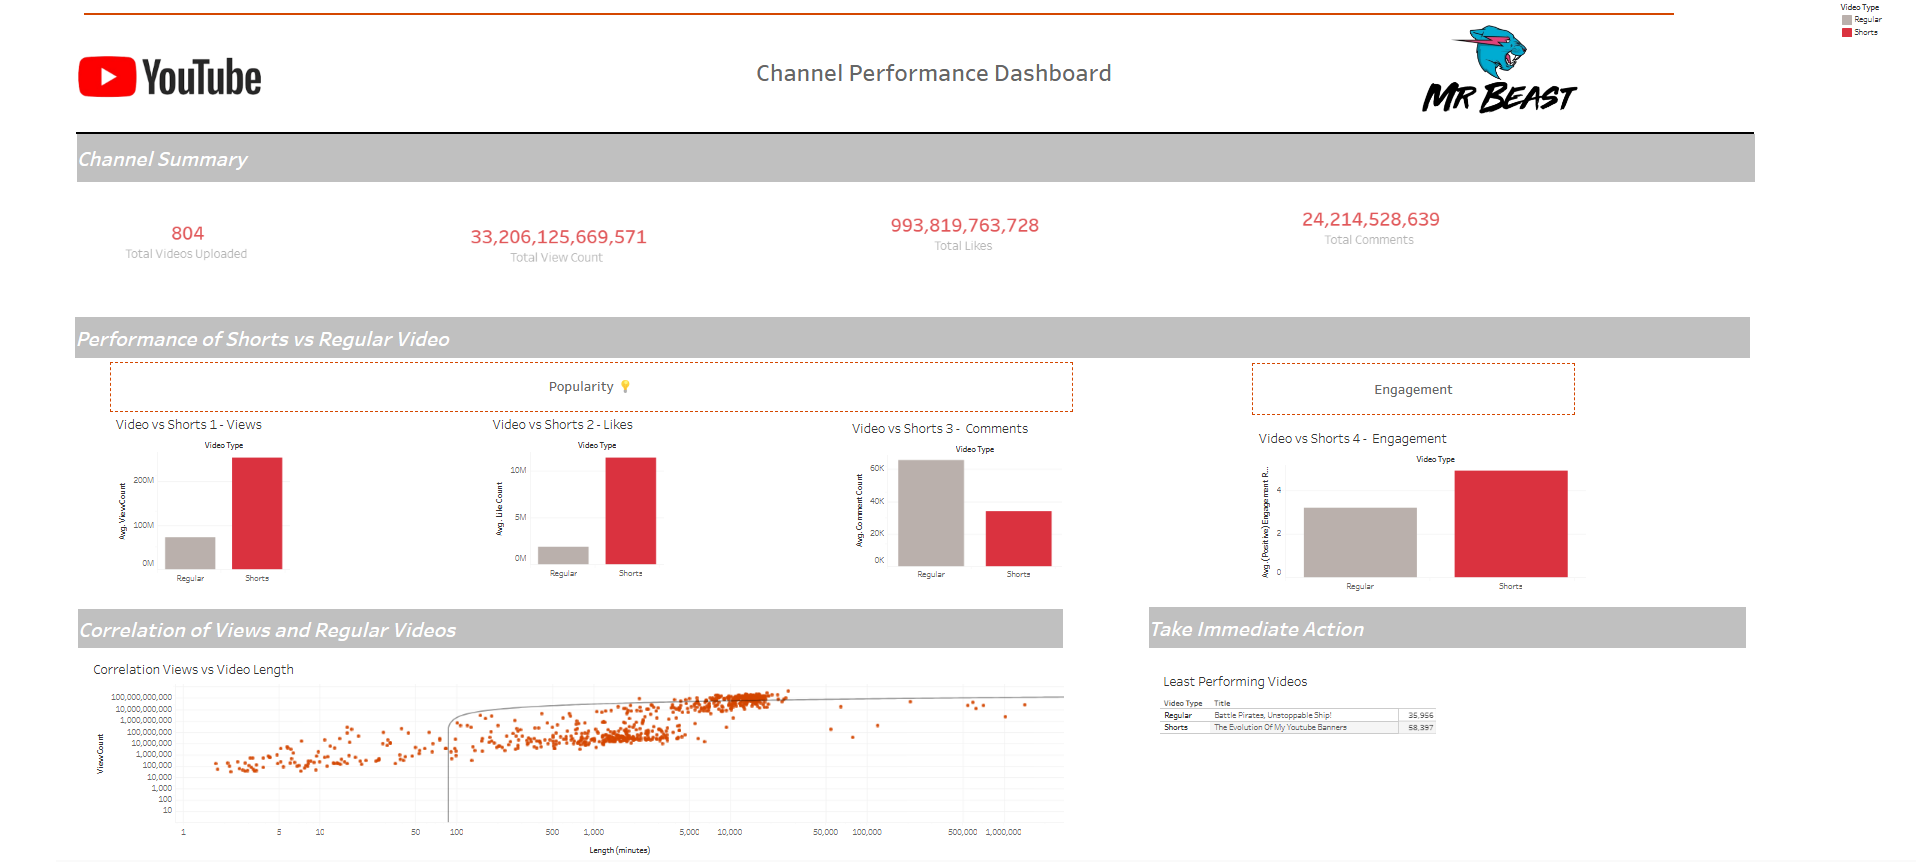 Video Type
Regular
Shorts
YouTube
Channel Performance Dashboard
MR BEAST
Channel Summary
804
Total Videos Uploaded
33,206,125,669,571
Total View Count
993,819,763,728
Total Likes
24,214,528,639
Total Comments
Performance of Shorts vs Regular Video
Popularity 💡
Engagement
Video vs Shorts 1 - Views
Video Type
200M
100M
0M
Avg. ViewCount
Regular
Shorts
Video vs Shorts 2 - Likes
Video Type
10M
5M
0M
Avg. Like Count
Regular
Shorts
Video vs Shorts 3 - Comments
Video Type
60K
40K
20K
0K
Avg. Comment Count
Regular
Shorts
Video vs Shorts 4 - Engagement
Video Type
4
2
0
Avg. (Positive) Engagement R...
Regular
Shorts
Correlation of Views and Regular Videos
Correlation Views vs Video Length
100,000,000,000
10,000,000,000
1,000,000,000
100,000,000
10,000,000
1,000,000
100,000
10,000
1,000
100
10
ViewCount
1 5 10 50 100 500 1,000 5,000 10,000 50,000 100,000 500,000 1,000,000
Length (minutes)
Take Immediate Action
Least Performing Videos
Video Type Title
Regular Battle Pirates, Unstoppable Ship! 35,956
Shorts The Evolution Of My Youtube Banners 58,397